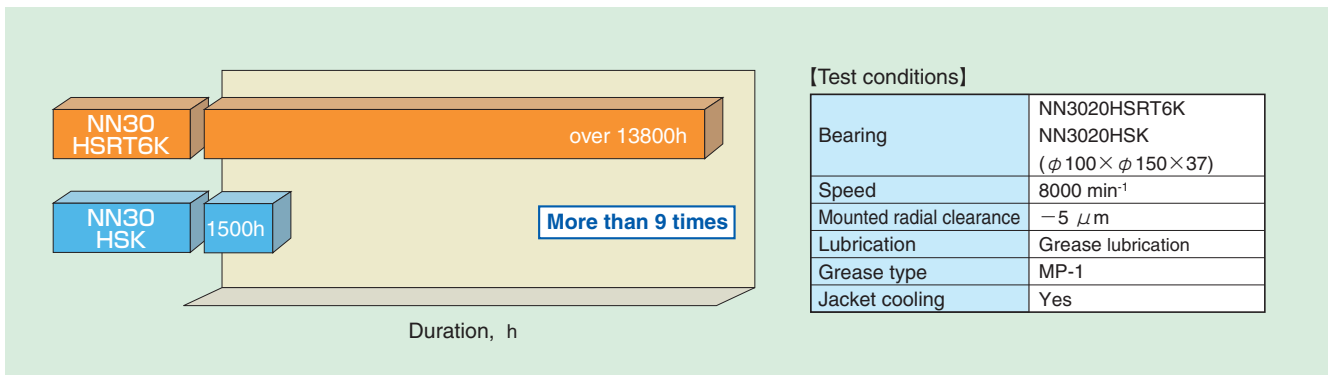 NN30
HSRT6K
over 13800h
NN30
HSK
1500h
More than 9 times
Duration, h
【Test conditions】
Bearing
NN3020HSRT6K
NN3020HSK
(φ100×φ150×37)
Speed
8000 min⁻¹
Mounted radial clearance
−5 μm
Lubrication
Grease lubrication
Grease type
MP-1
Jacket cooling
Yes